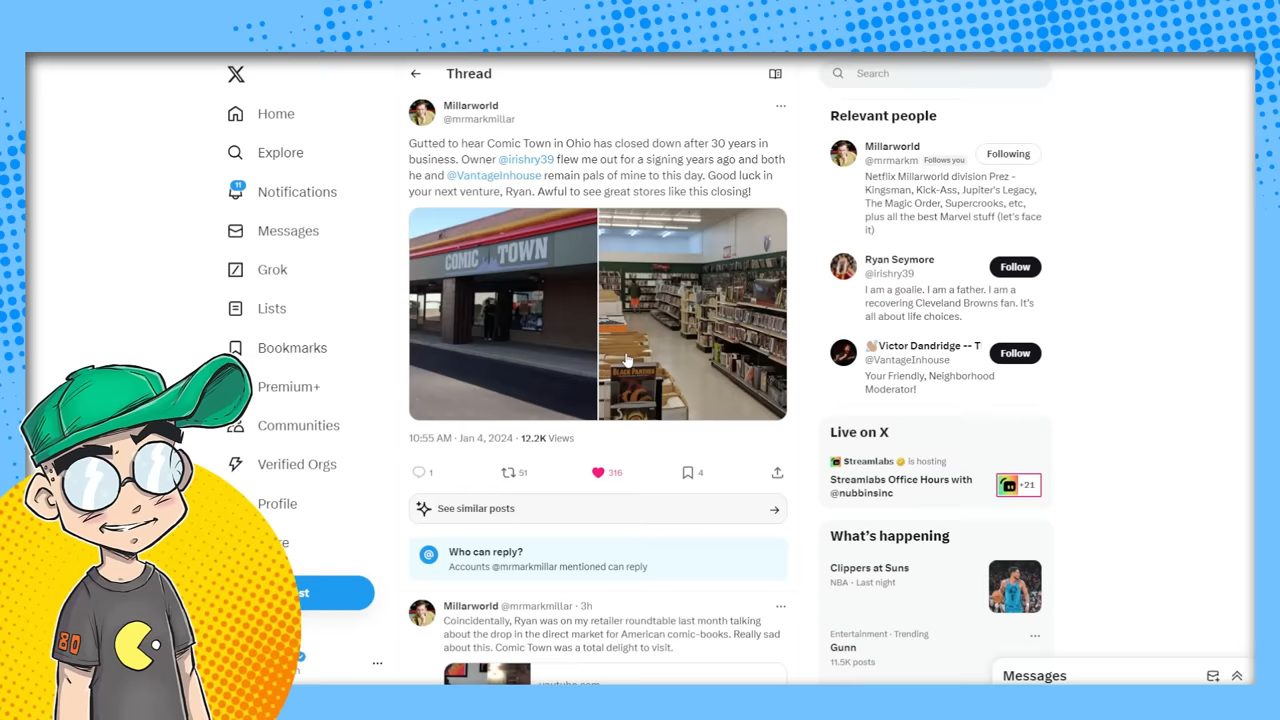 Home
Explore
11
Notifications
Messages
Grok
Lists
Bookmarks
Premium+
Communities
Verified Orgs
Profile
Thread
Millarworld
@mrmarkmillar
Gutted to hear Comic Town in Ohio has closed down after 30 years in
business. Owner @irishry39 flew me out for a signing years ago and both
he and @VantageInhouse remain pals of mine to this day. Good luck in
your next venture, Ryan. Awful to see great stores like this closing!
COMIC TOWN
BLACK PANTHER
10:55 AM · Jan 4, 2024 · 12.2K Views
1
51
316
4
See similar posts
Who can reply?
Accounts @mrmarkmillar mentioned can reply
Millarworld @mrmarkmillar · 3h
Coincidentally, Ryan was on my retailer roundtable last month talking
about the drop in the direct market for American comic-books. Really sad
about this. Comic Town was a total delight to visit.
youtube.com
Search
Relevant people
Millarworld
@mrmarkm Follows you
Following
Netflix Millarworld division Prez -
Kingsman, Kick-Ass, Jupiter's Legacy,
The Magic Order, Supercrooks, etc,
plus all the best Marvel stuff (let's face
it)
Ryan Seymore
@irishry39
Follow
I am a goalie. I am a father. I am a
recovering Cleveland Browns fan. It's
all about life choices.
Victor Dandridge -- T
@VantageInhouse
Follow
Your Friendly, Neighborhood
Moderator!
Live on X
Streamlabs is hosting
Streamlabs Office Hours with
@nubbinsinc
+21
What's happening
Clippers at Suns
NBA · Last night
Entertainment · Trending
Gunn
11.5K posts
Messages
80